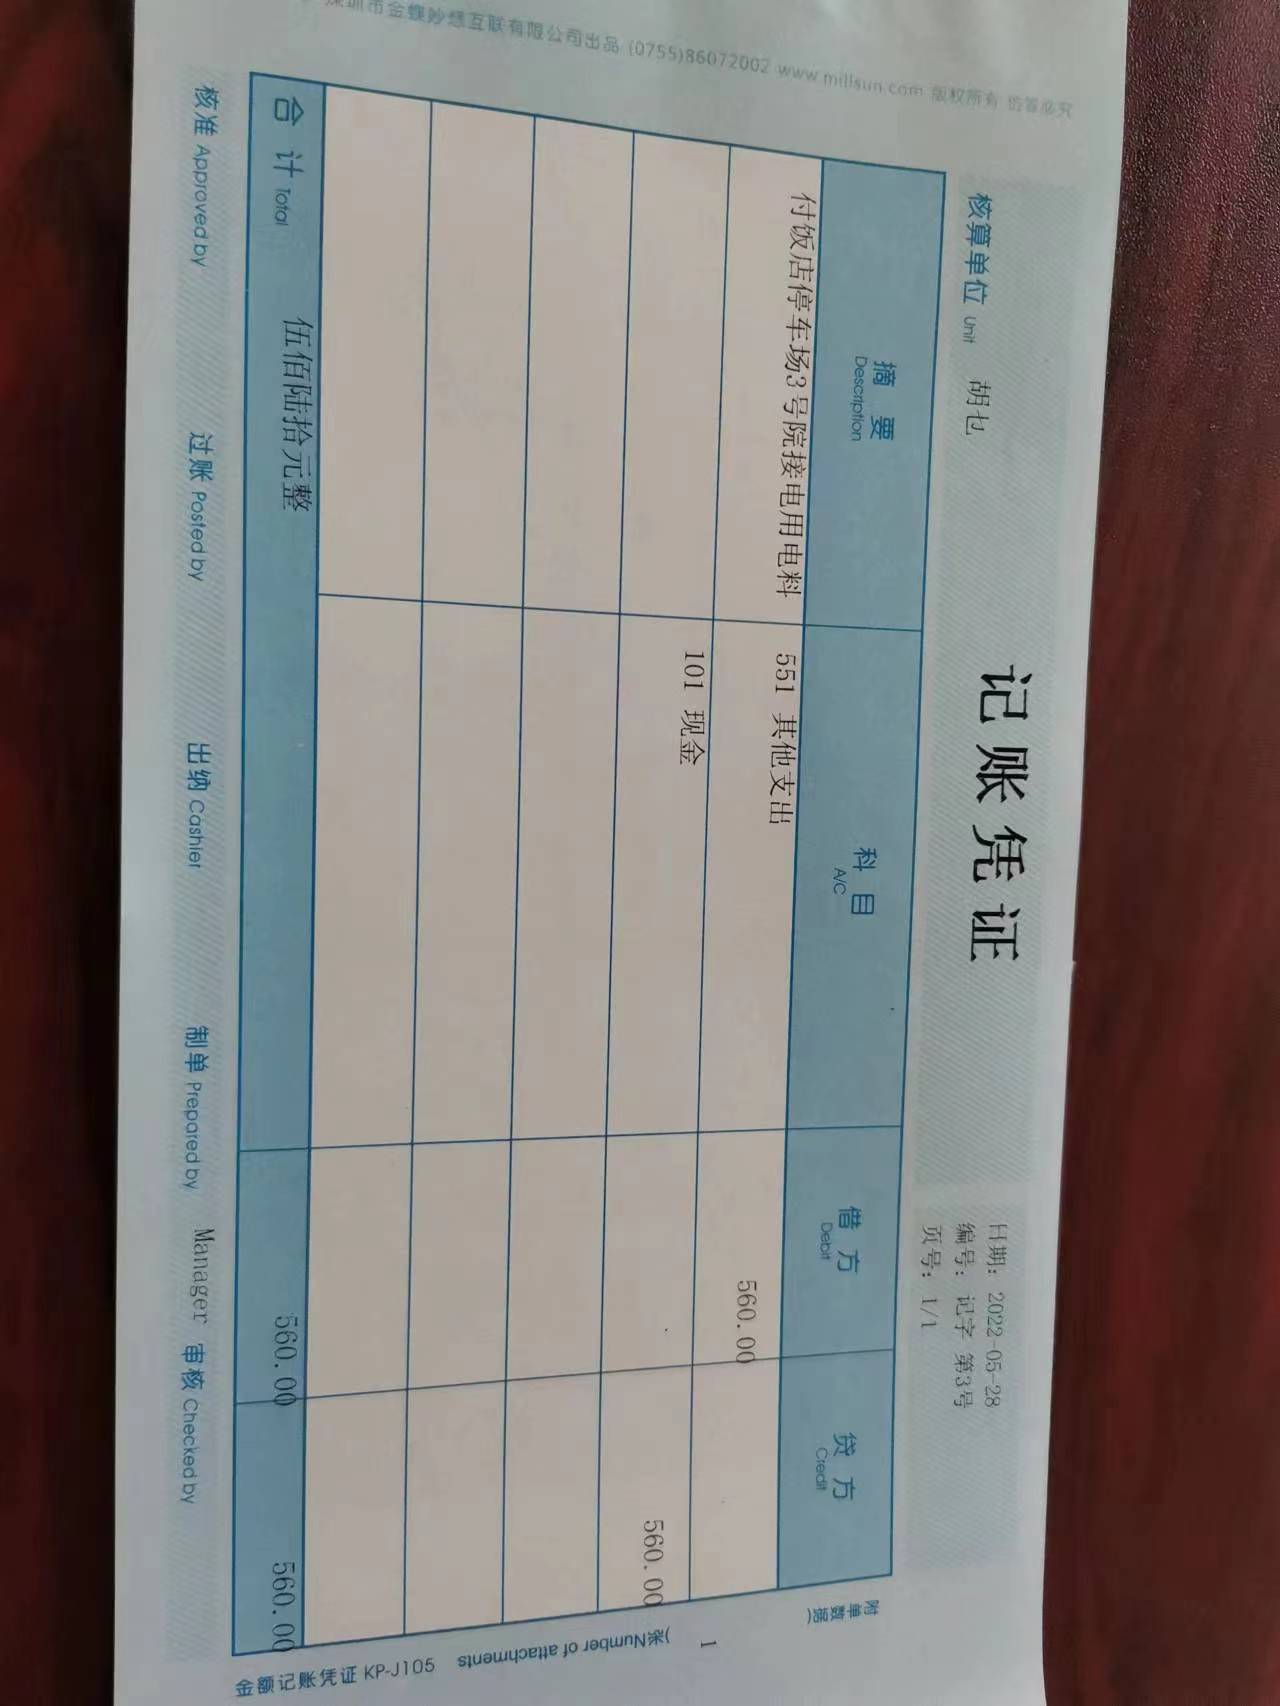 记账凭证
核算单位 Unit 胡乜
日期：2022-05-28
编号：记字 第3号
页号：1/1
摘 要 Description 科 目 A/C 借 方 Debit 贷 方 Credit
付饭店停车场3号院接电用电料 551 其他支出 560.00
101 现金 560.00
合 计 Total 伍佰陆拾元整 560.00 560.00
附单数据)
1
(张Number of attachments
金额记账凭证 KP-J105
核准 Approved by 过账 Posted by 出纳 Cashier 制单 Prepared by Manager 审核 Checked by
深圳市金蝶妙想互联有限公司出品 (0755)86072002 www.millsun.com 版权所有 仿冒必究